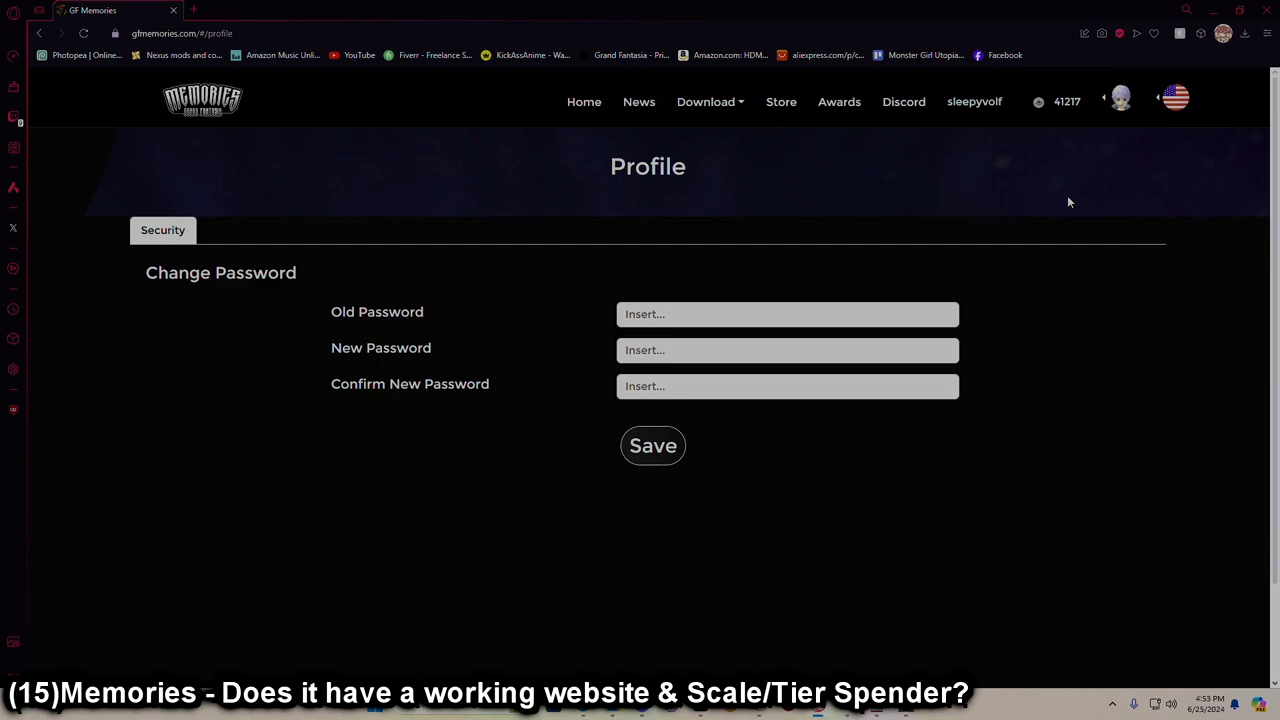 GF Memories
gfmemories.com/#/profile
Photopea | Online... Nexus mods and co... Amazon Music Unli... YouTube Fiverr - Freelance S... KickAssAnime - Wa... Grand Fantasia - Pri... Amazon.com: HDM... aliexpress.com/p/c... Monster Girl Utopia... Facebook
MEMORIES
GRAND FANTASIA
Home News Download Store Awards Discord sleepyvolf 41217
Profile
Security
Change Password
Old Password Insert...
New Password Insert...
Confirm New Password Insert...
Save
(15)Memories - Does it have a working website & Scale/Tier Spender?
4:53 PM
6/25/2024